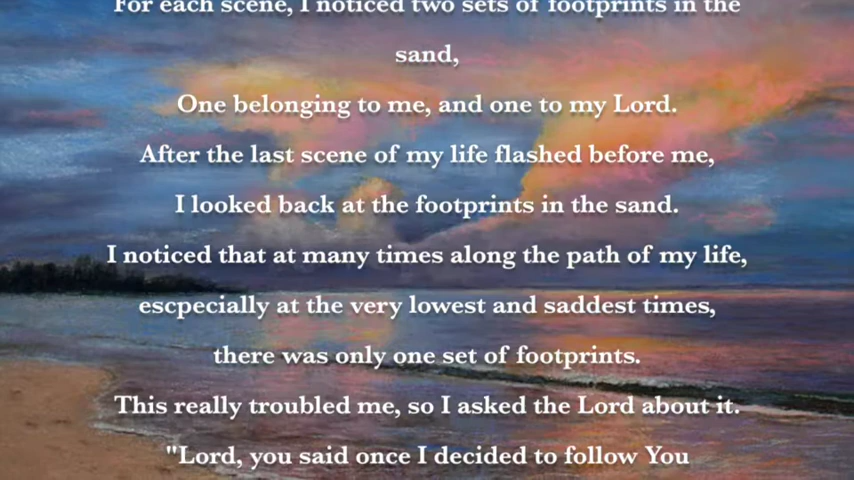 For each scene, I noticed two sets of footprints in the
sand,
One belonging to me, and one to my Lord.
After the last scene of my life flashed before me,
I looked back at the footprints in the sand.
I noticed that at many times along the path of my life,
escpecially at the very lowest and saddest times,
there was only one set of footprints.
This really troubled me, so I asked the Lord about it.
"Lord, you said once I decided to follow You